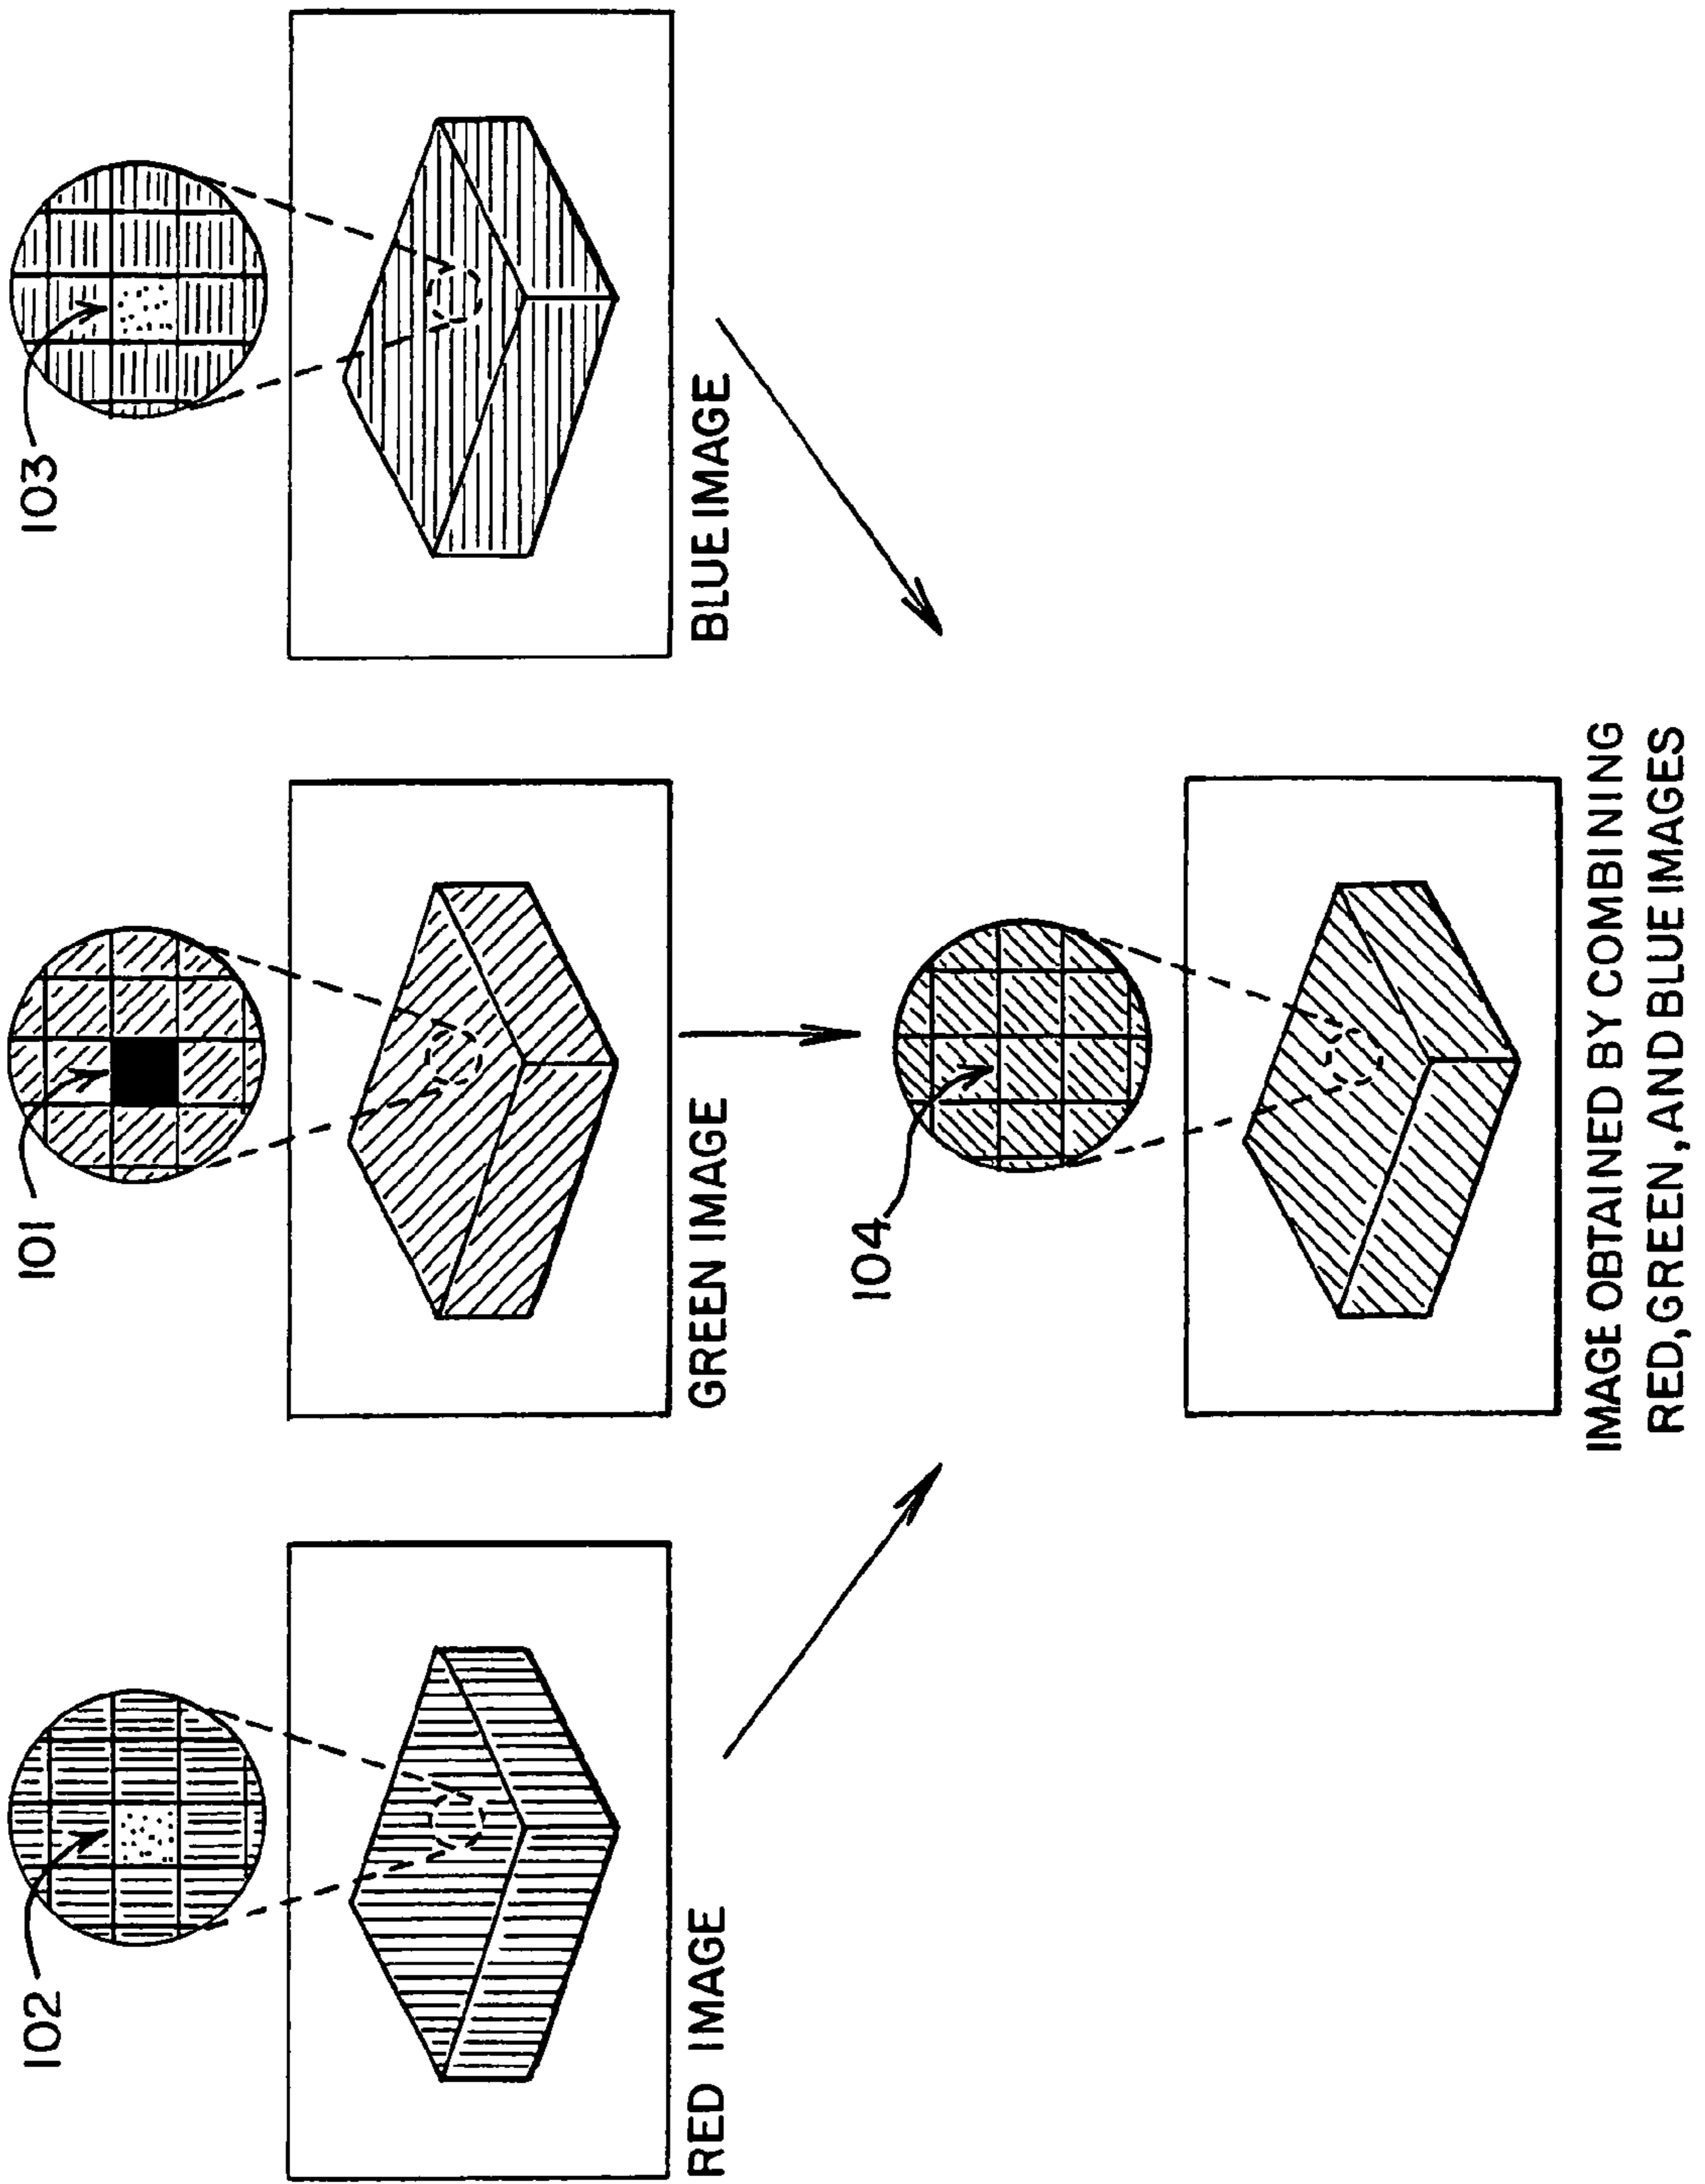 102
101
103
RED IMAGE
GREEN IMAGE
BLUE IMAGE
104
IMAGE OBTAINED BY COMBINING
RED, GREEN, AND BLUE IMAGES